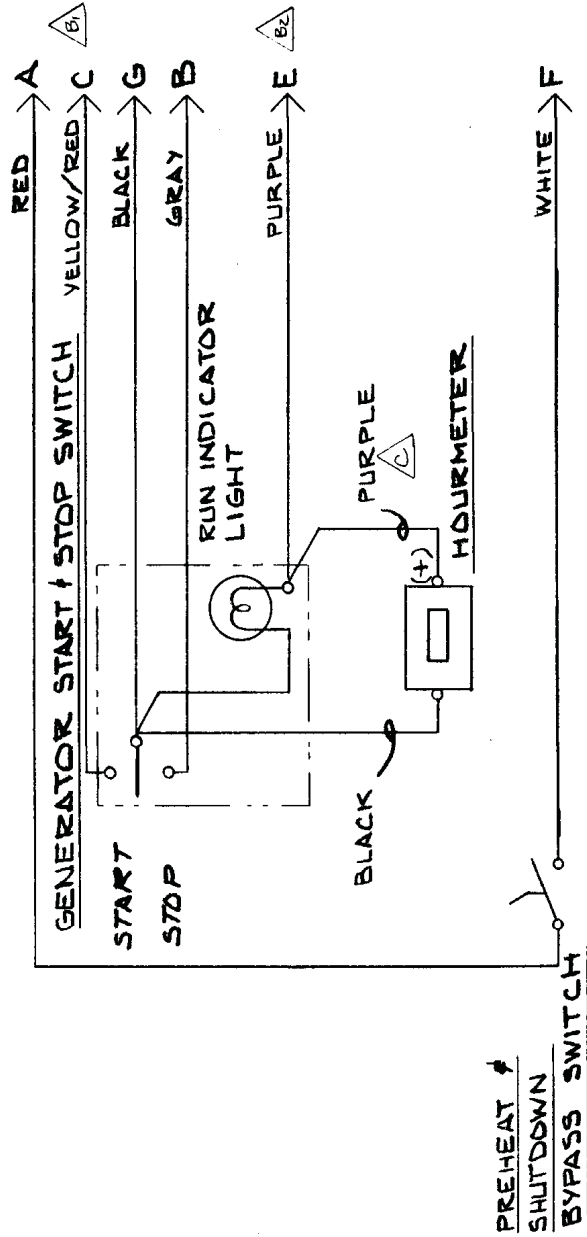 RED A
GENERATOR START & STOP SWITCH YELLOW/RED C B1
BLACK G
START
STOP
GRAY B
RUN INDICATOR
LIGHT
PURPLE E B2
BLACK
PURPLE
C
(+)
HOURMETER
PREHEAT &
SHUTDOWN
BYPASS SWITCH
WHITE F